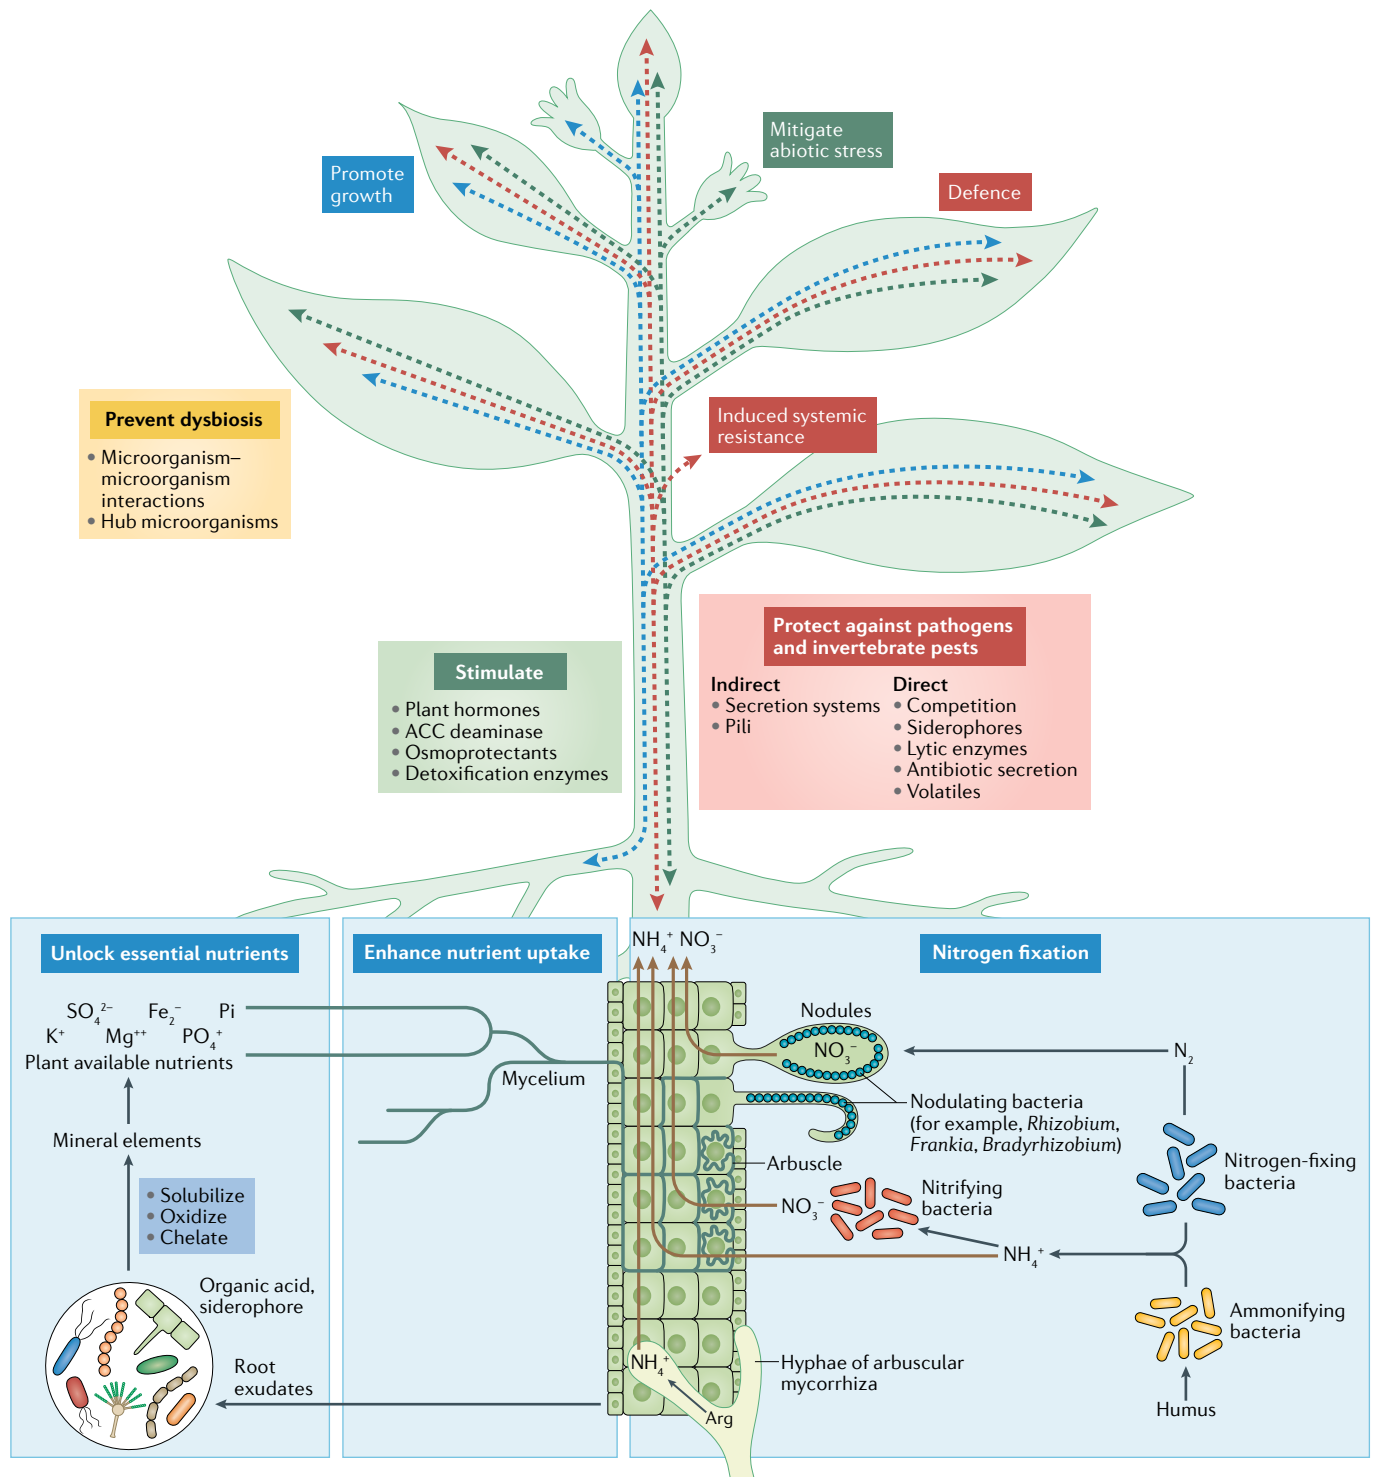 Mitigate
abiotic stress
Promote
growth
Defence
Prevent dysbiosis
• Microorganism–
microorganism
interactions
• Hub microorganisms
Induced systemic
resistance
Stimulate
• Plant hormones
• ACC deaminase
• Osmoprotectants
• Detoxification enzymes
Protect against pathogens
and invertebrate pests
Indirect
• Secretion systems
• Pili
Direct
• Competition
• Siderophores
• Lytic enzymes
• Antibiotic secretion
• Volatiles
Unlock essential nutrients
SO₄²⁻ Fe₂⁻ Pi
K⁺ Mg⁺⁺ PO₄⁺
Plant available nutrients
Mineral elements
• Solubilize
• Oxidize
• Chelate
Organic acid,
siderophore
Root
exudates
Enhance nutrient uptake
Mycelium
NH₄⁺ NO₃⁻
Nitrogen fixation
Nodules
NO₃⁻
N₂
Nodulating bacteria
(for example, Rhizobium,
Frankia, Bradyrhizobium)
Arbuscle
Nitrogen-fixing
bacteria
NO₃⁻
Nitrifying
bacteria
NH₄⁺
Ammonifying
bacteria
NH₄⁺
Hyphae of arbuscular
mycorrhiza
Arg
Humus